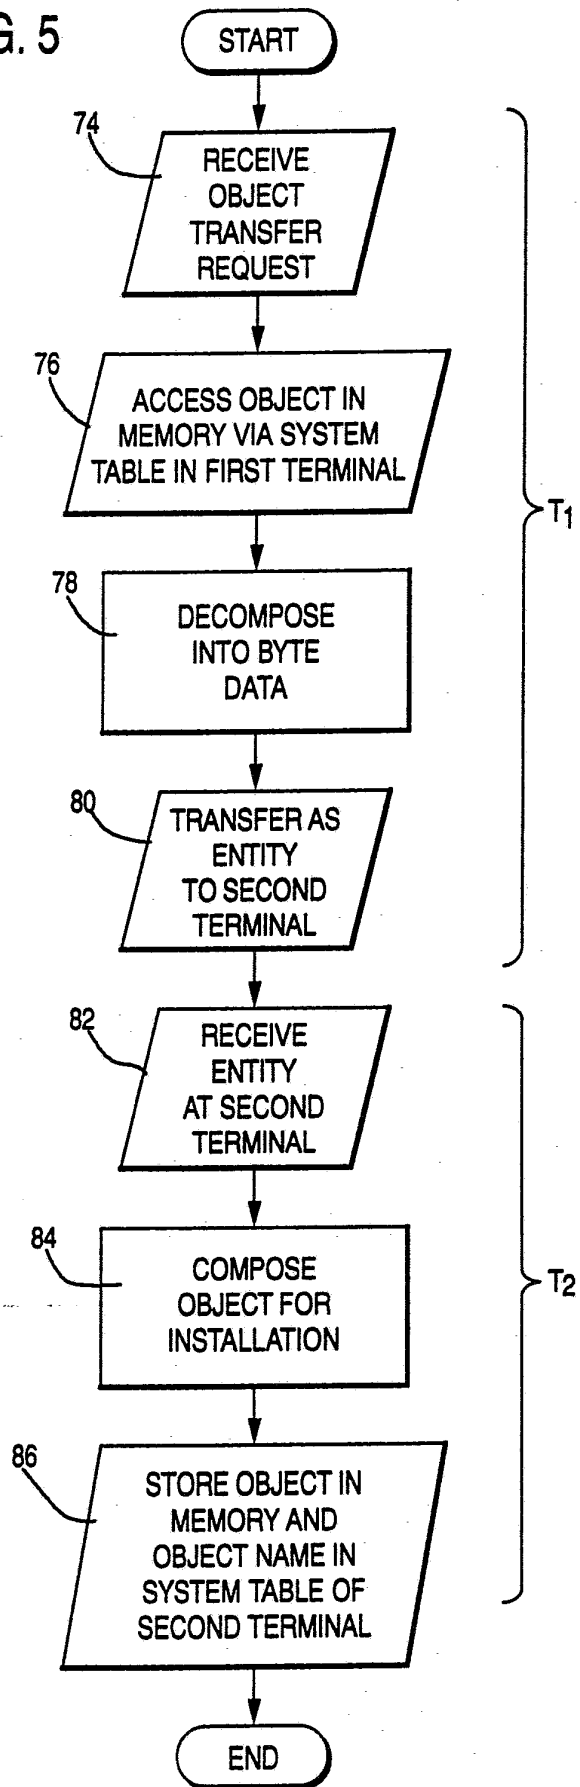 G. 5
START
74
RECEIVE
OBJECT
TRANSFER
REQUEST
76
ACCESS OBJECT IN
MEMORY VIA SYSTEM
TABLE IN FIRST TERMINAL
T1
78
DECOMPOSE
INTO BYTE
DATA
80
TRANSFER AS
ENTITY
TO SECOND
TERMINAL
82
RECEIVE
ENTITY
AT SECOND
TERMINAL
84
COMPOSE
OBJECT FOR
INSTALLATION
T2
86
STORE OBJECT IN
MEMORY AND
OBJECT NAME IN
SYSTEM TABLE OF
SECOND TERMINAL
END